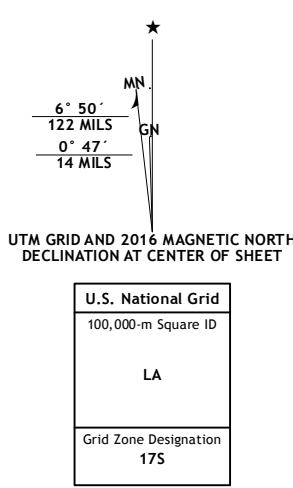 ★
MN
6° 50´
122 MILS
GN
0° 47´
14 MILS
UTM GRID AND 2016 MAGNETIC NORTH
DECLINATION AT CENTER OF SHEET
U.S. National Grid
100,000-m Square ID
LA
Grid Zone Designation
17S